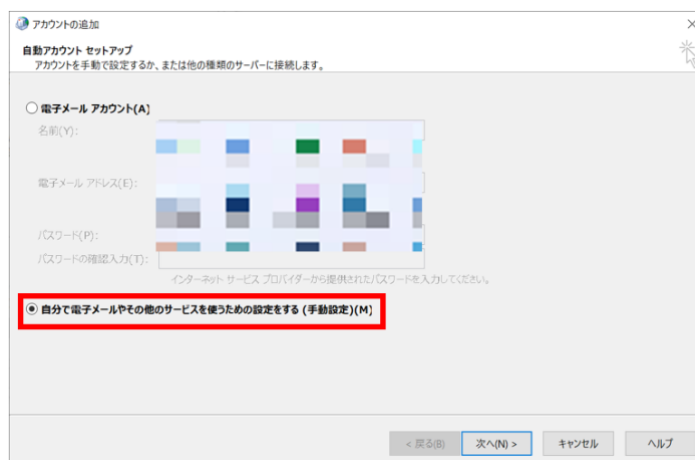 アカウントの追加
自動アカウント セットアップ
アカウントを手動で設定するか、または他の種類のサーバーに接続します。
電子メール アカウント(A)
名前(Y):
電子メール アドレス(E):
パスワード(P):
パスワードの確認入力(T):
インターネット サービス プロバイダーから提供されたパスワードを入力してください。
自分で電子メールやその他のサービスを使うための設定をする (手動設定)(M)
< 戻る(B) 次へ(N) > キャンセル ヘルプ